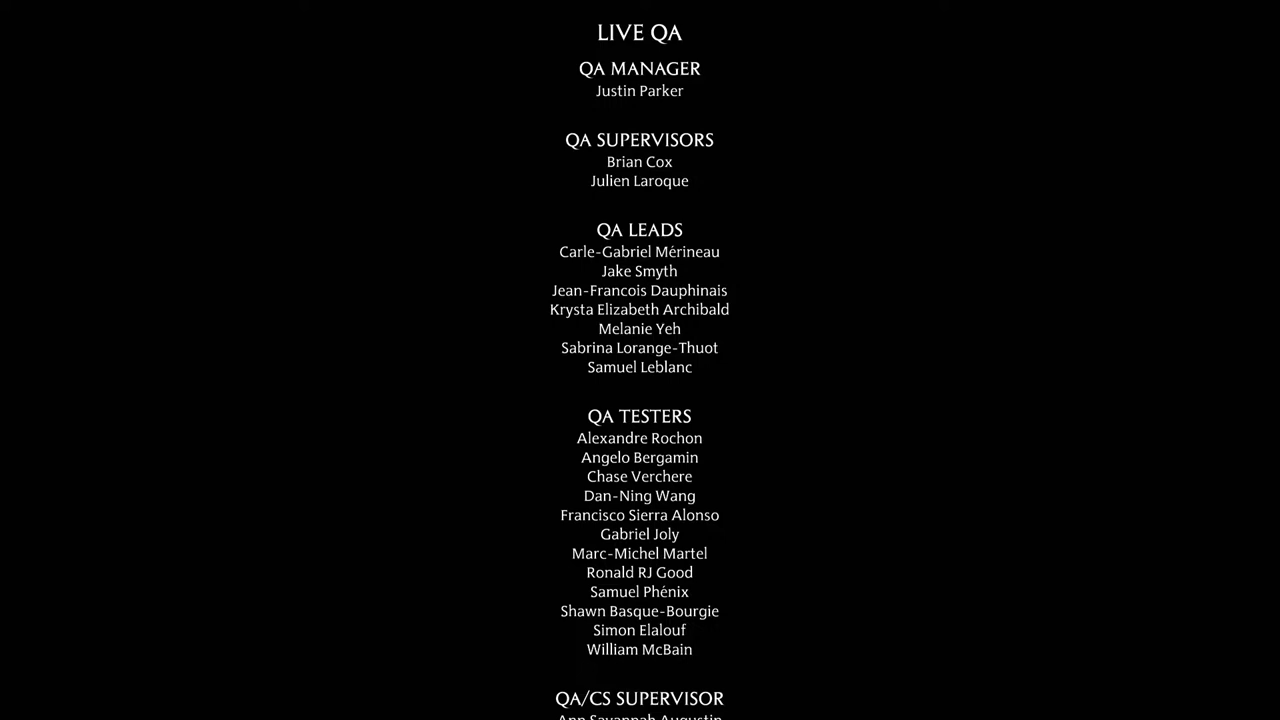 LIVE QA
QA MANAGER
Justin Parker
QA SUPERVISORS
Brian Cox
Julien Laroque
QA LEADS
Carle-Gabriel Mérineau
Jake Smyth
Jean-Francois Dauphinais
Krysta Elizabeth Archibald
Melanie Yeh
Sabrina Lorange-Thuot
Samuel Leblanc
QA TESTERS
Alexandre Rochon
Angelo Bergamin
Chase Verchere
Dan-Ning Wang
Francisco Sierra Alonso
Gabriel Joly
Marc-Michel Martel
Ronald RJ Good
Samuel Phénix
Shawn Basque-Bourgie
Simon Elalouf
William McBain
QA/CS SUPERVISOR
Ann Savannah Augustin